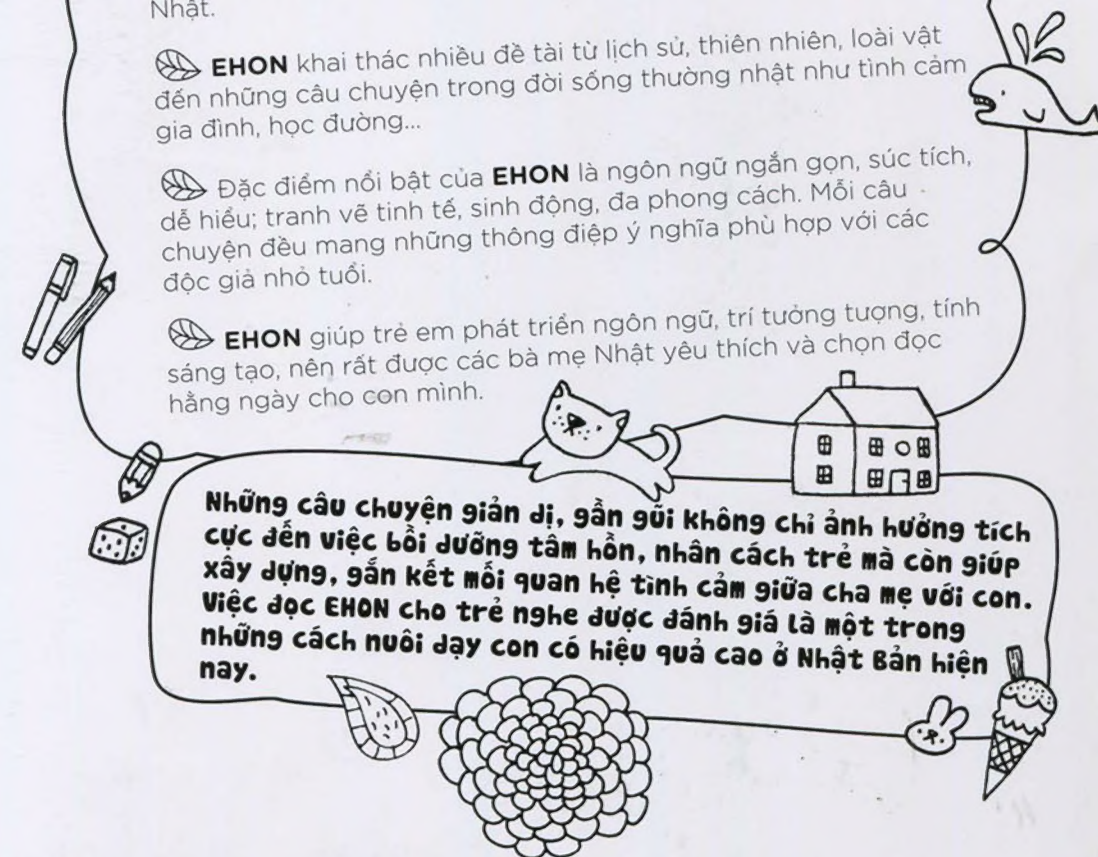 Nhật.
EHON khai thác nhiều đề tài từ lịch sử, thiên nhiên, loài vật
đến những câu chuyện trong đời sống thường nhật như tình cảm
gia đình, học đường...
Đặc điểm nổi bật của EHON là ngôn ngữ ngắn gọn, súc tích,
dễ hiểu; tranh vẽ tinh tế, sinh động, đa phong cách. Mỗi câu
chuyện đều mang những thông điệp ý nghĩa phù hợp với các
độc giả nhỏ tuổi.
EHON giúp trẻ em phát triển ngôn ngữ, trí tưởng tượng, tính
sáng tạo, nên rất được các bà mẹ Nhật yêu thích và chọn đọc
hằng ngày cho con mình.
Những câu chuyện giản dị, gần gũi không chỉ ảnh hưởng tích
cực đến việc bồi dưỡng tâm hồn, nhân cách trẻ mà còn giúp
xây dựng, gắn kết mối quan hệ tình cảm giữa cha mẹ với con.
Việc đọc EHON cho trẻ nghe được đánh giá là một trong
những cách nuôi dạy con có hiệu quả cao ở Nhật Bản hiện
nay.